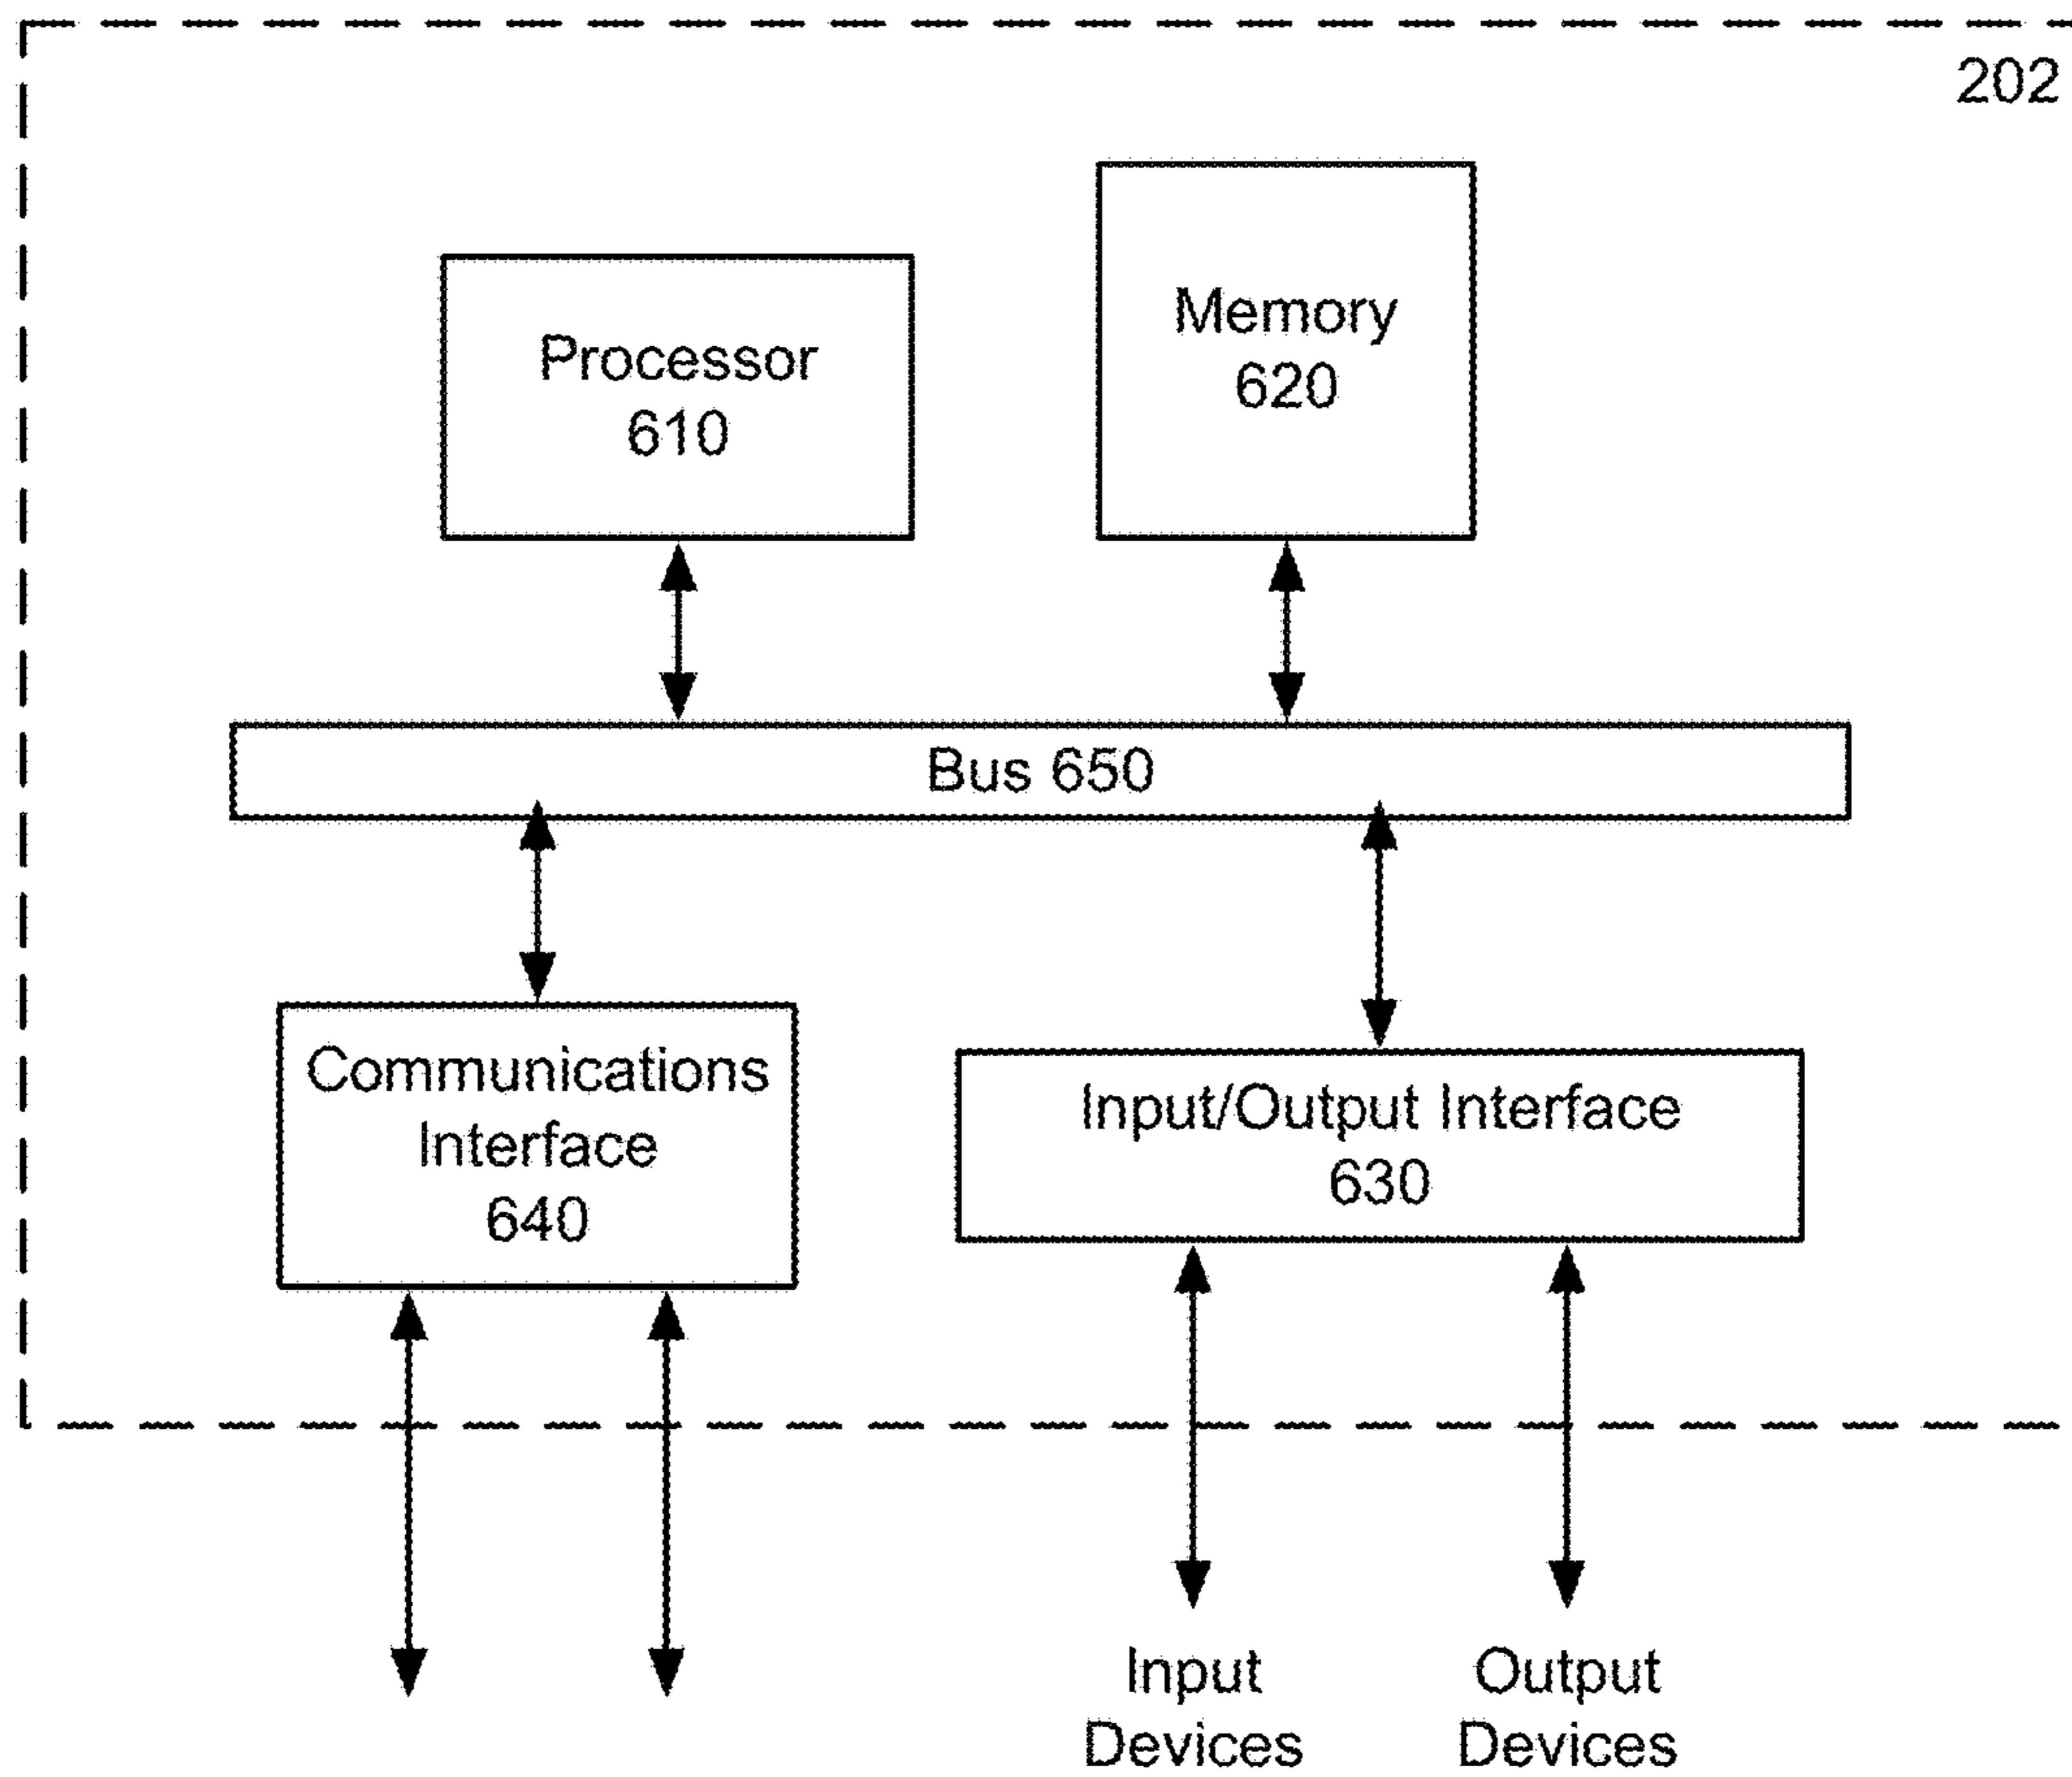 202
Processor
610
Memory
620
Bus 650
Communications
Interface
640
Input/Output Interface
630
Input
Devices
Output
Devices